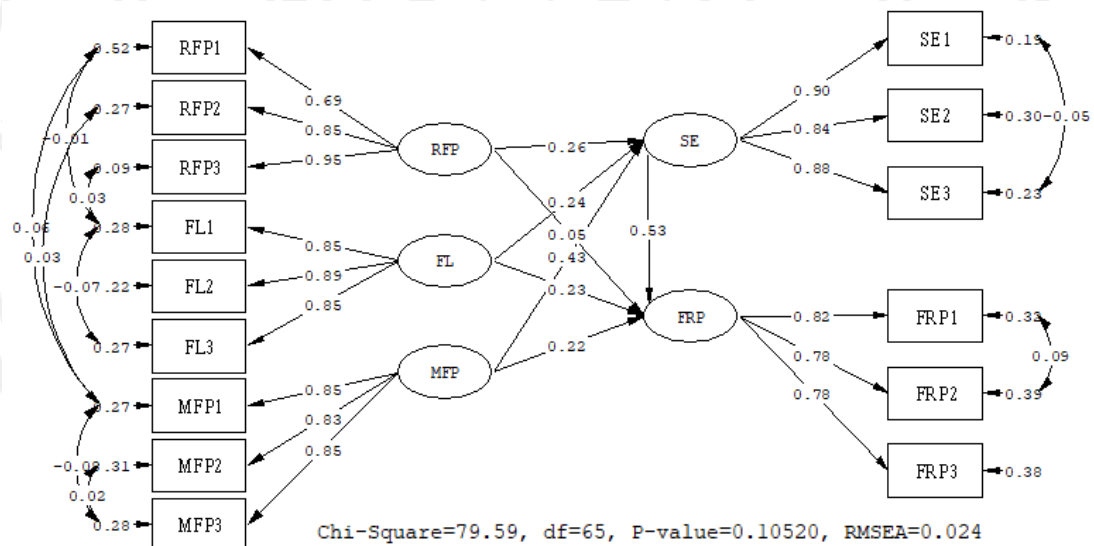 0.52 RFP1
0.27 RFP2
0.09 RFP3
0.28 FL1
FL2
0.27 FL3
0.27 MFP1
MFP2
0.28 MFP3
-0.01
0.03
0.06
0.03
-0.07
0.02
0.69
0.85
0.95
0.85
0.89
0.85
0.85
0.83
0.85
RFP
FL
MFP
0.26
0.24
0.05
0.43
0.23
0.22
0.53
SE
FRP
0.90
0.84
0.88
0.82
0.78
0.78
SE1 0.19
SE2 0.30 -0.05
SE3 0.23
FRP1
0.09
FRP2 0.39
FRP3 0.38
Chi-Square=79.59, df=65, P-value=0.10520, RMSEA=0.024